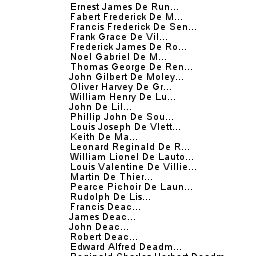 Ernest James De Run...
Fabert Frederick De M...
Francis Frederick De Sen...
Frank Grace De Vil...
Frederick James De Ro...
Noel Gabriel De M...
Thomas George De Ren...
John Gilbert De Moley...
Oliver Harvey De Gr...
William Henry De Lu...
John De Lil...
Phillip John De Sou...
Louis Joseph De Vlett...
Keith De Ma...
Leonard Reginald De R...
William Lionel De Lauto...
Louis Valentine De Villie...
Martin De Thier...
Pearce Pichoir De Laun...
Rudolph De Lis...
Francis Deac...
James Deac...
John Deac...
Robert Deac...
Edward Alfred Deadm...
Reginald Charles Herbert Deadm...